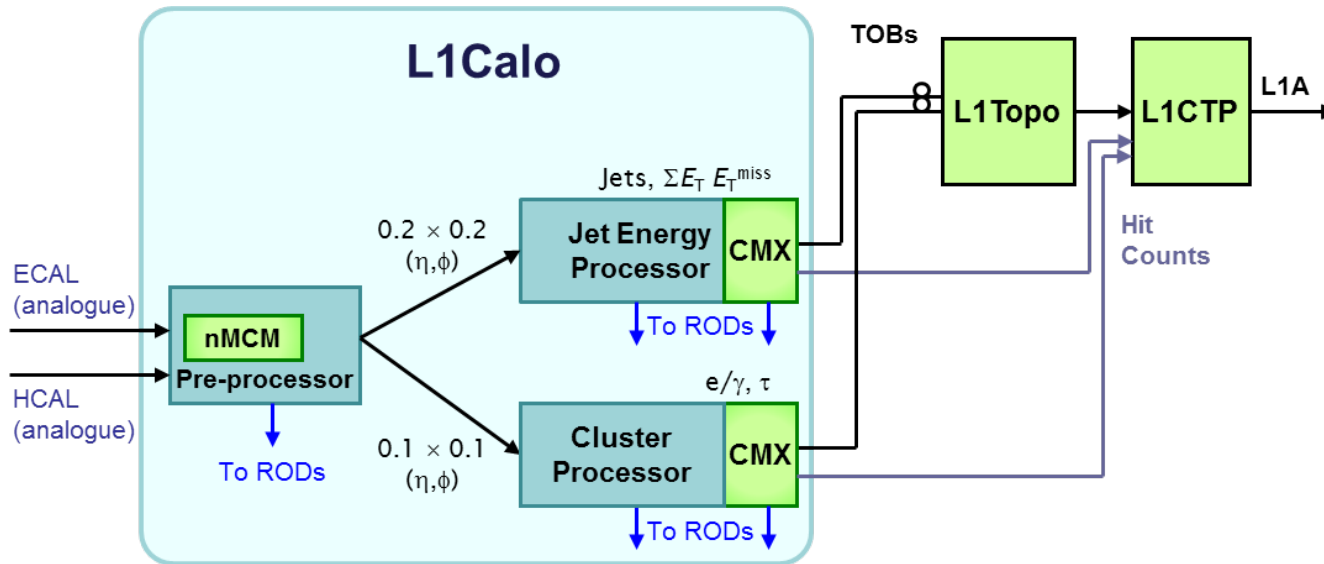 L1Calo
TOBs
8
8
L1Topo
L1CTP
L1A
Jets, ΣE_T E_T^miss
0.2 × 0.2
(η,ϕ)
Jet Energy
Processor
CMX
Hit
Counts
ECAL
(analogue)
nMCM
Pre-processor
To RODs
HCAL
(analogue)
To RODs
e/γ, τ
0.1 × 0.1
(η,ϕ)
Cluster
Processor
CMX
To RODs